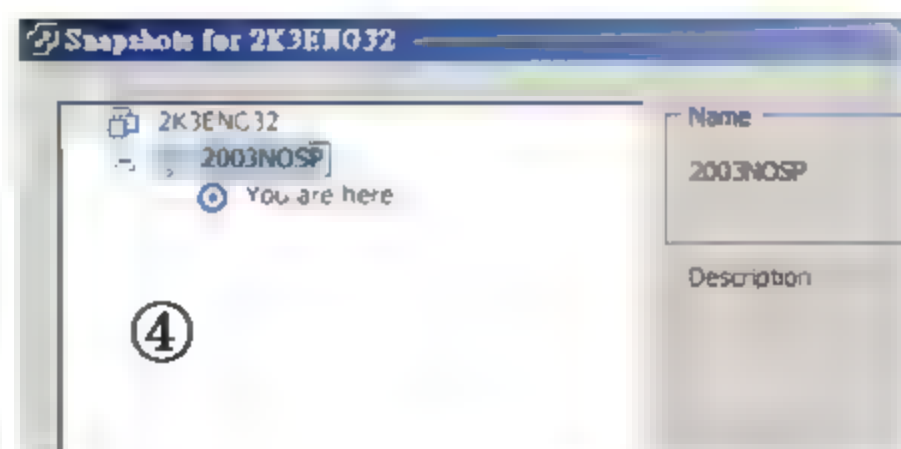 Snapshots for 2K3ENG32
2K3ENG32
2003NOSP
You are here
④
Name
2003NOSP
Description